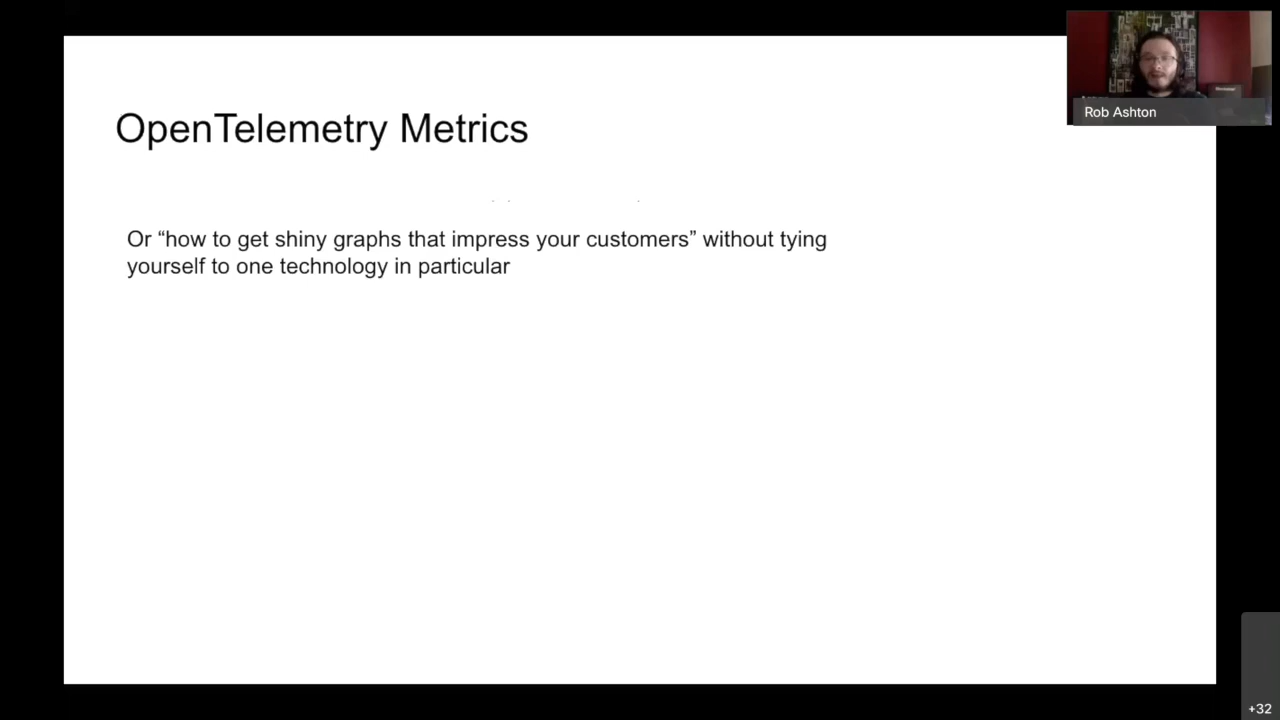 Rob Ashton
OpenTelemetry Metrics
Or “how to get shiny graphs that impress your customers” without tying
yourself to one technology in particular
+32